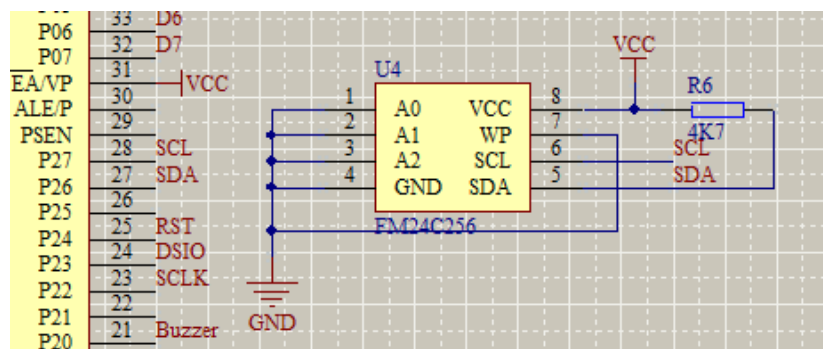 33 D6
P06
32 D7
P07
31
EA/VP VCC
30
ALE/P
29
PSEN
28 SCL
P27
27 SDA
P26
26
P25
25 RST
P24
24 DSIO
P23
23 SCLK
P22
22
P21
21 Buzzer
P20
U4
1 A0 VCC 8
2 A1 WP 7
3 A2 SCL 6
4 GND SDA 5
FM24C256
GND
VCC
R6
4K7
SCL
SDA